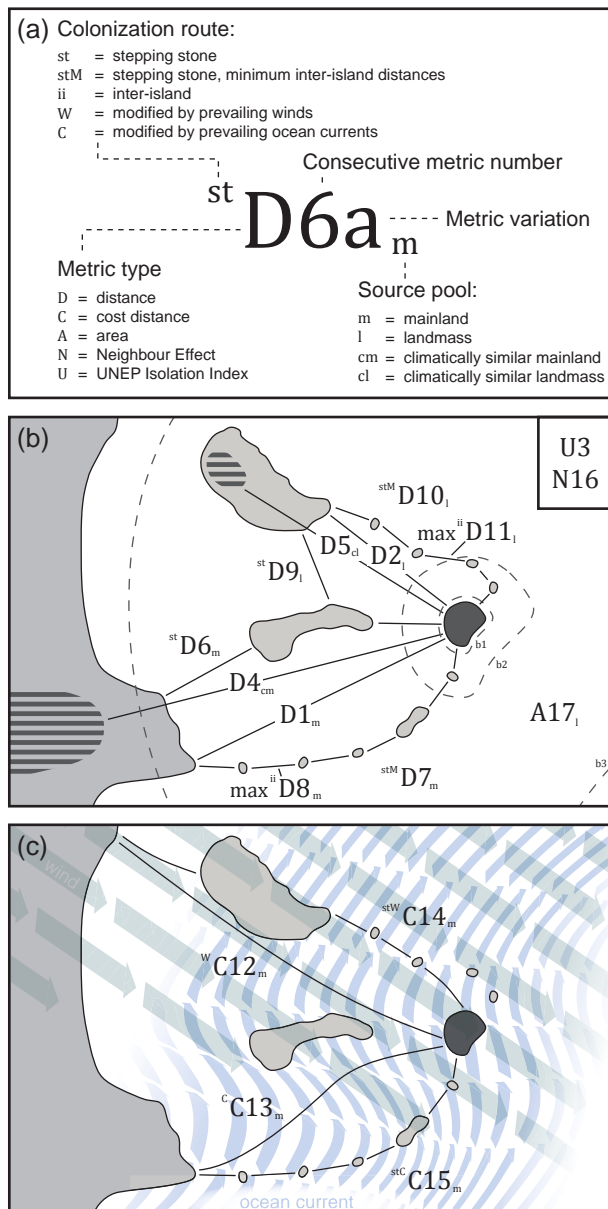 (a)
Colonization route:
st = stepping stone
stM = stepping stone, minimum inter-island distances
ii = inter-island
W = modified by prevailing winds
C = modified by prevailing ocean currents
Consecutive metric number
st D6a m
Metric variation
Metric type
D = distance
C = cost distance
A = area
N = Neighbour Effect
U = UNEP Isolation Index
Source pool:
m = mainland
l = landmass
cm = climatically similar mainland
cl = climatically similar landmass
(b)
U3
N16
stM D10 l
max ii D11 l
D5 cl
D2 l
st D9 l
st D6 m
b1
b2
D4 cm
D1 m
A17 l
b3
stM D7 m
max ii D8 m
(c)
wind
stW C14 m
W C12 m
C C13 m
stC C15 m
ocean current